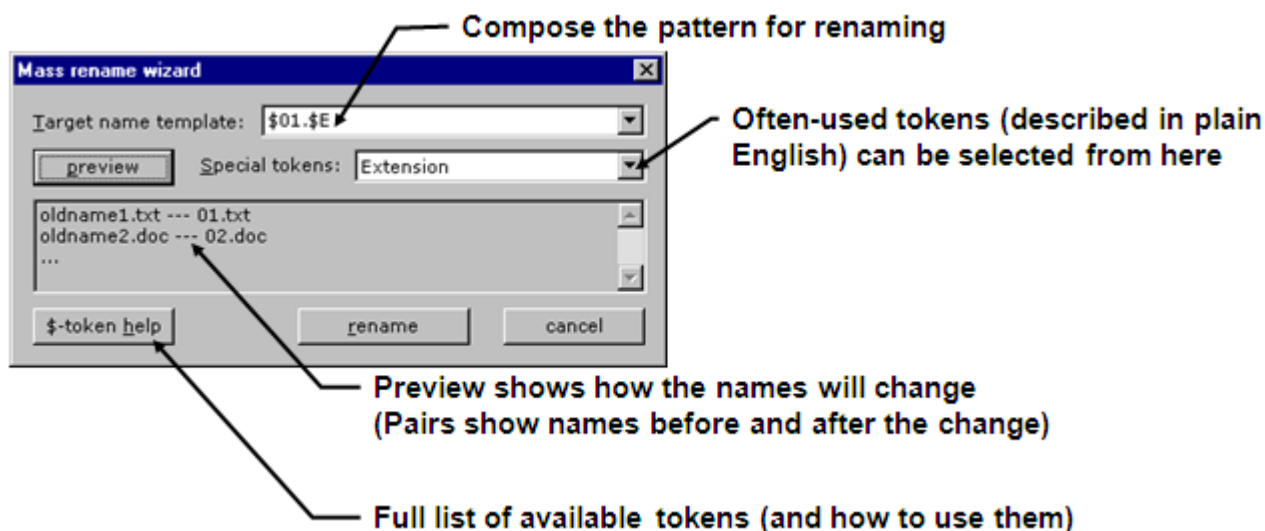 Compose the pattern for renaming
Mass rename wizard
Target name template: $01.$E
Often-used tokens (described in plain
English) can be selected from here
preview Special tokens: Extension
oldname1.txt --- 01.txt
oldname2.doc --- 02.doc
...
$-token help rename cancel
Preview shows how the names will change
(Pairs show names before and after the change)
Full list of available tokens (and how to use them)